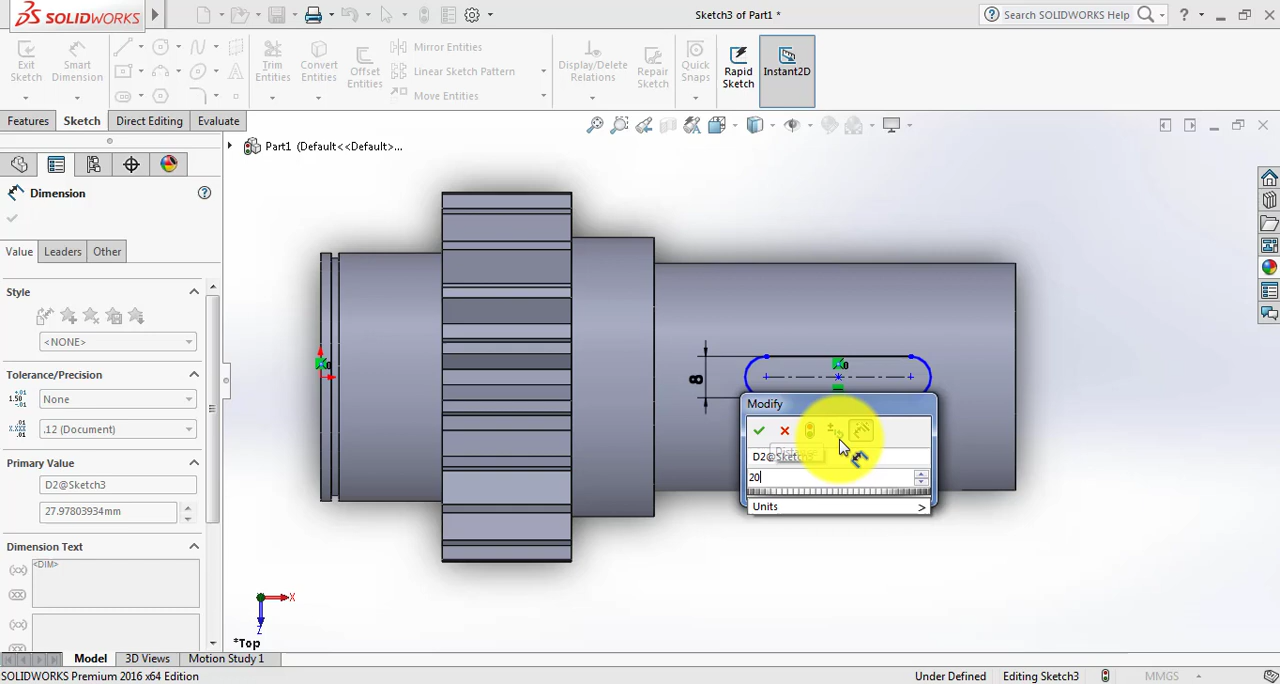 SOLIDWORKS
Sketch3 of Part1 *
Search SOLIDWORKS Help
?
Exit Sketch
Smart Dimension
Trim Entities
Convert Entities
Offset Entities
Mirror Entities
Linear Sketch Pattern
Move Entities
Display/Delete Relations
Repair Sketch
Quick Snaps
Rapid Sketch
Instant2D
Features
Sketch
Direct Editing
Evaluate
Part1 (Default<<Default>...
Dimension
Value
Leaders
Other
Style
<NONE>
Tolerance/Precision
None
.12 (Document)
Primary Value
D2@Sketch3
27.97803934mm
Dimension Text
<DIM>
8
Modify
D2@Sketch3
20
Units >
X
Z
*Top
Model
3D Views
Motion Study 1
SOLIDWORKS Premium 2016 x64 Edition
Under Defined
Editing Sketch3
MMGS